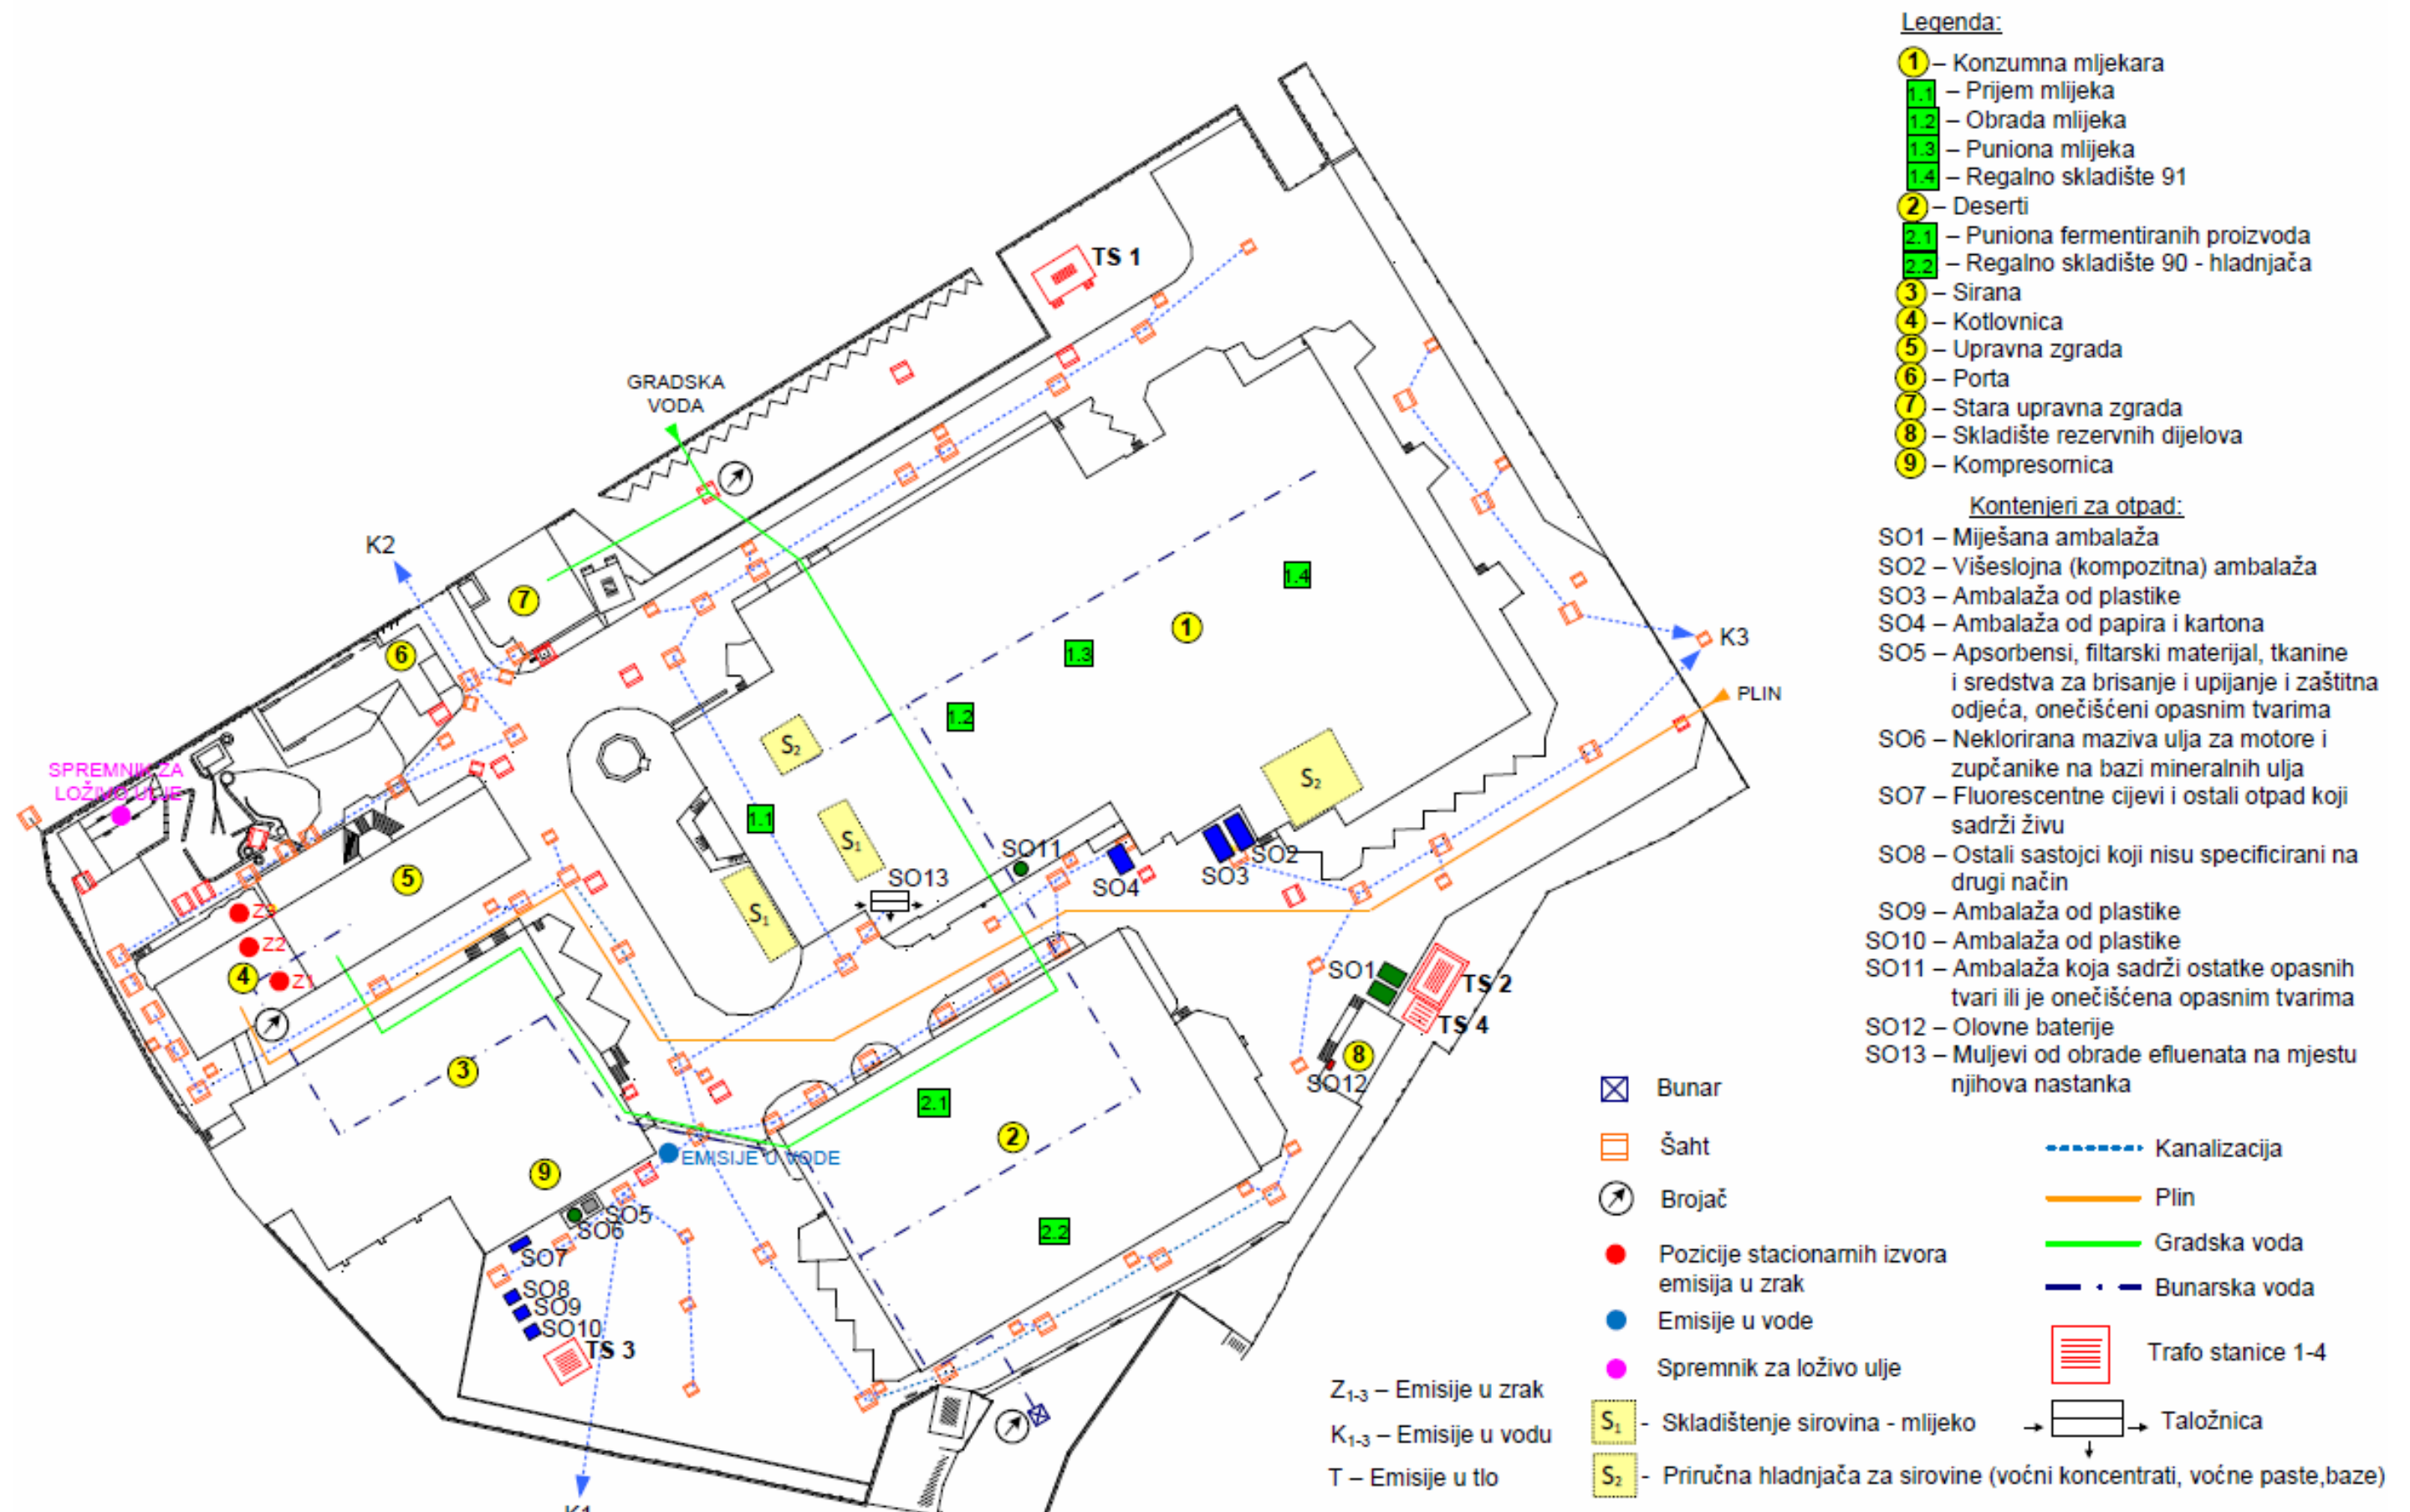 Legenda:
1 – Konzumna mljekara
1.1 – Prijem mlijeka
1.2 – Obrada mlijeka
1.3 – Puniona mlijeka
1.4 – Regalno skladište 91
2 – Deserti
2.1 – Puniona fermentiranih proizvoda
2.2 – Regalno skladište 90 - hladnjača
3 – Sirana
4 – Kotlovnica
5 – Upravna zgrada
6 – Porta
7 – Stara upravna zgrada
8 – Skladište rezervnih dijelova
9 – Kompresornica
Kontenjeri za otpad:
SO1 – Miješana ambalaža
SO2 – Višeslojna (kompozitna) ambalaža
SO3 – Ambalaža od plastike
SO4 – Ambalaža od papira i kartona
SO5 – Apsorbensi, filtarski materijal, tkanine
i sredstva za brisanje i upijanje i zaštitna
odjeća, onečišćeni opasnim tvarima
SO6 – Neklorirana maziva ulja za motore i
zupčanike na bazi mineralnih ulja
SO7 – Fluorescentne cijevi i ostali otpad koji
sadrži živu
SO8 – Ostali sastojci koji nisu specificirani na
drugi način
SO9 – Ambalaža od plastike
SO10 – Ambalaža od plastike
SO11 – Ambalaža koja sadrži ostatke opasnih
tvari ili je onečišćena opasnim tvarima
SO12 – Olovne baterije
SO13 – Muljevi od obrade efluenata na mjestu
njihova nastanka
TS 1
GRADSKA
VODA
K2
7
1.4
6
1
K3
1.3
PLIN
1.2
S2
SPREMNIK ZA
LOŽIVO ULJE
S2
1.1
S1
SO11
SO2
5
SO13
SO4
SO3
Z3
S1
Z2
4
Z1
SO1
TS 2
TS 4
3
8
SO12
2.1
2
EMISIJE U VODE
9
SO5
SO6
2.2
SO7
SO8
SO9
SO10
TS 3
K1
Bunar
Šaht
Brojač
Pozicije stacionarnih izvora
emisija u zrak
Emisije u vode
Spremnik za loživo ulje
S1 - Skladištenje sirovina - mlijeko
S2 - Priručna hladnjača za sirovine (voćni koncentrati, voćne paste,baze)
Kanalizacija
Plin
Gradska voda
Bunarska voda
Trafo stanice 1-4
Taložnica
Z1-3 – Emisije u zrak
K1-3 – Emisije u vodu
T – Emisije u tlo